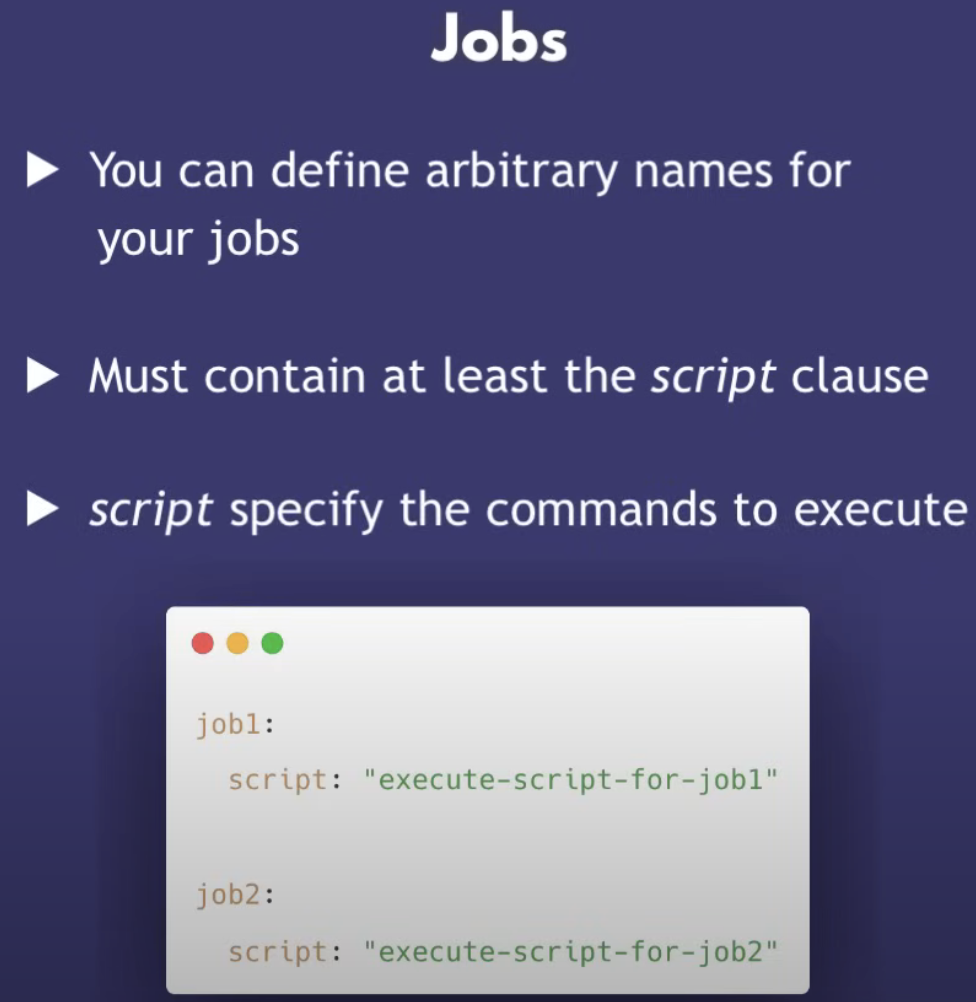 Jobs
You can define arbitrary names for
your jobs
Must contain at least the script clause
script specify the commands to execute
job1:
script: "execute-script-for-job1"
job2:
script: "execute-script-for-job2"